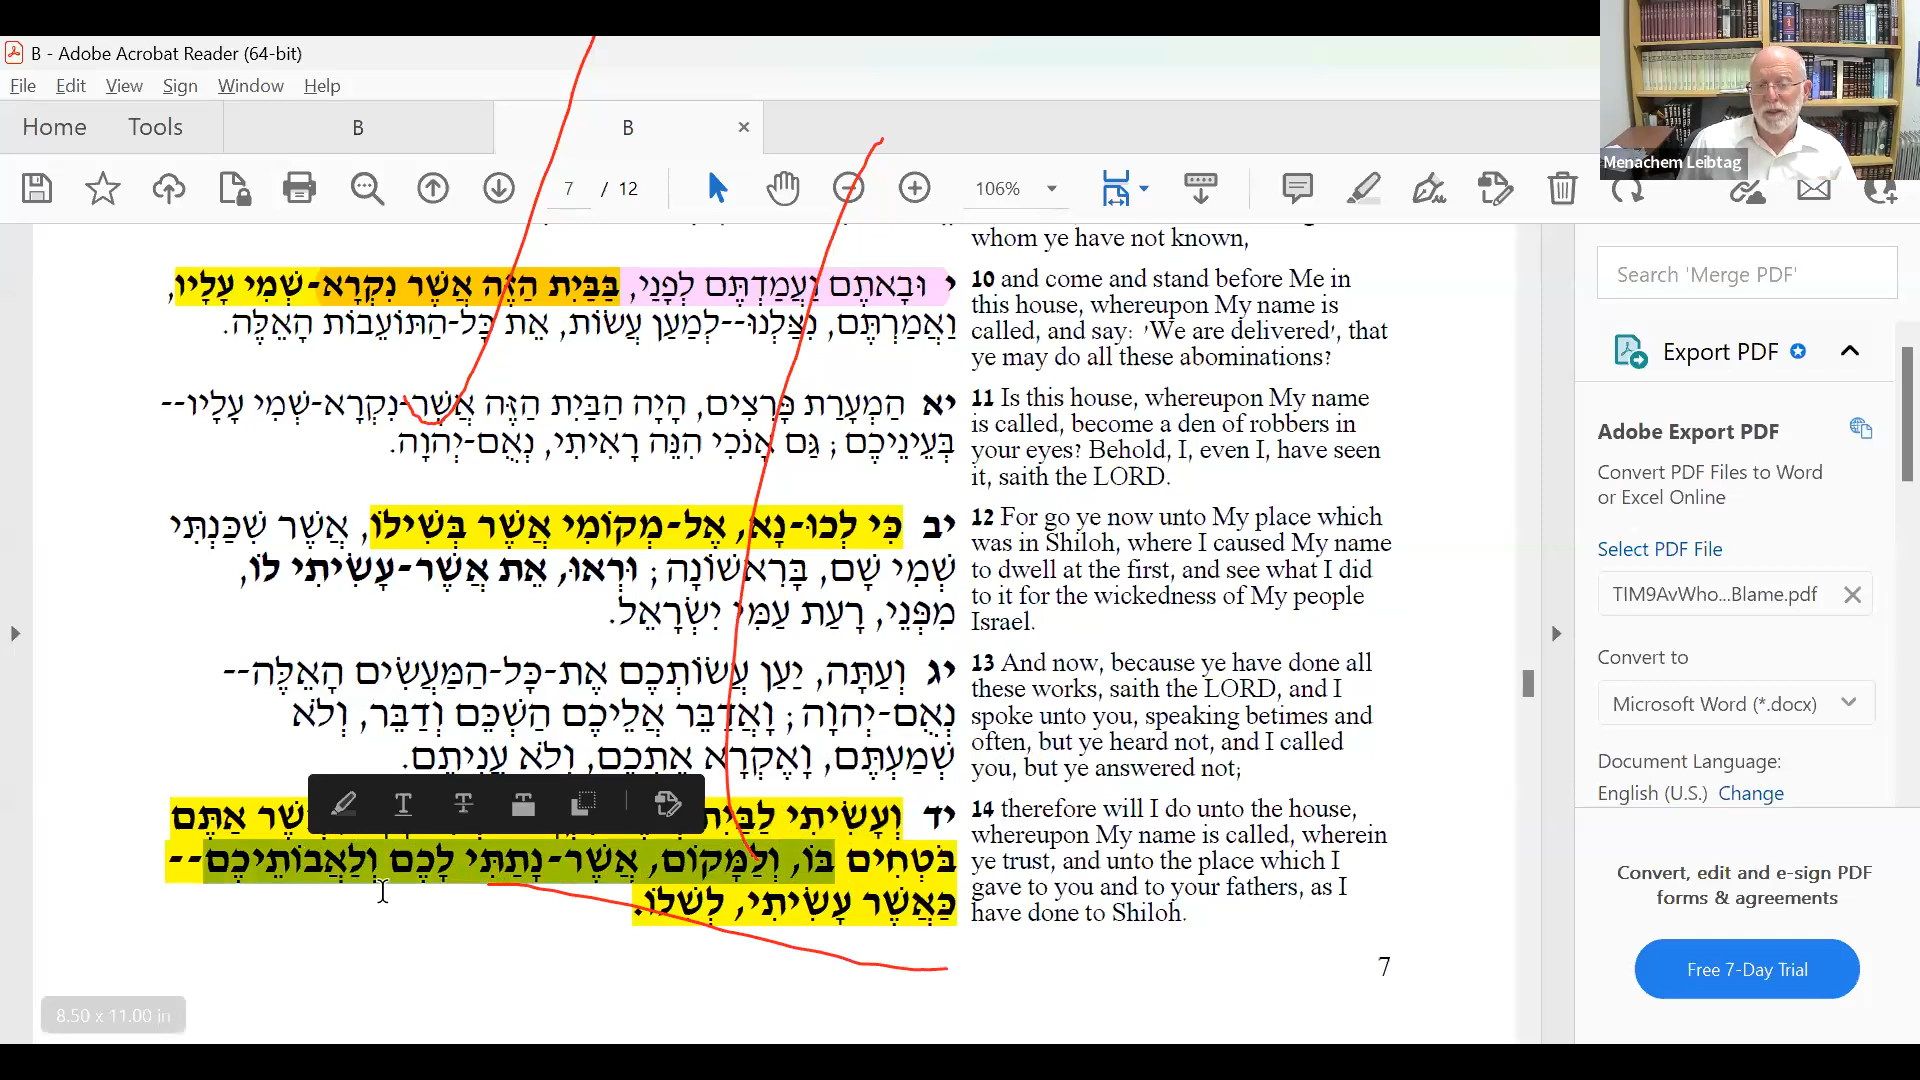 B - Adobe Acrobat Reader (64-bit)
File Edit View Sign Window Help
Home Tools B B ×
7 / 12 106%
Menachem Leibtag
whom ye have not known,
י וּבָאתֶם וַעֲמַדְתֶּם לְפָנַי, בַּבַּיִת הַזֶּה אֲשֶׁר נִקְרָא-שְׁמִי עָלָיו,
וַאֲמַרְתֶּם, נִצַּלְנוּ--לְמַעַן עֲשׂוֹת, אֵת כָּל-הַתּוֹעֵבוֹת הָאֵלֶּה.
10 and come and stand before Me in
this house, whereupon My name is
called, and say: 'We are delivered', that
ye may do all these abominations?
יא הַמְעָרַת פָּרִצִים, הָיָה הַבַּיִת הַזֶּה אֲשֶׁר-נִקְרָא-שְׁמִי עָלָיו--
בְּעֵינֵיכֶם; גַּם אָנֹכִי הִנֵּה רָאִיתִי, נְאֻם-יְהוָה.
11 Is this house, whereupon My name
is called, become a den of robbers in
your eyes? Behold, I, even I, have seen
it, saith the LORD.
יב כִּי לְכוּ-נָא, אֶל-מְקוֹמִי אֲשֶׁר בְּשִׁילוֹ, אֲשֶׁר שִׁכַּנְתִּי
שְׁמִי שָׁם, בָּרִאשׁוֹנָה; וּרְאוּ, אֵת אֲשֶׁר-עָשִׂיתִי לוֹ,
מִפְּנֵי, רָעַת עַמִּי יִשְׂרָאֵל.
12 For go ye now unto My place which
was in Shiloh, where I caused My name
to dwell at the first, and see what I did
to it for the wickedness of My people
Israel.
יג וְעַתָּה, יַעַן עֲשׂוֹתְכֶם אֶת-כָּל-הַמַּעֲשִׂים הָאֵלֶּה--
נְאֻם-יְהוָה; וָאֲדַבֵּר אֲלֵיכֶם הַשְׁכֵּם וְדַבֵּר, וְלֹא
שְׁמַעְתֶּם, וָאֶקְרָא אֶתְכֶם, וְלֹא עֲנִיתֶם.
13 And now, because ye have done all
these works, saith the LORD, and I
spoke unto you, speaking betimes and
often, but ye heard not, and I called
you, but ye answered not;
יד וְעָשִׂיתִי לַבַּיִת אַתֶּם
בֹּטְחִים בּוֹ, וְלַמָּקוֹם, אֲשֶׁר-נָתַתִּי לָכֶם וְלַאֲבוֹתֵיכֶם--
כַּאֲשֶׁר עָשִׂיתִי, לְשִׁלוֹ.
14 therefore will I do unto the house,
whereupon My name is called, wherein
ye trust, and unto the place which I
gave to you and to your fathers, as I
have done to Shiloh.
7
8.50 x 11.00 in
Search 'Merge PDF'
Export PDF
Adobe Export PDF
Convert PDF Files to Word
or Excel Online
Select PDF File
TIM9AvWho...Blame.pdf
Convert to
Microsoft Word (*.docx)
Document Language:
English (U.S.) Change
Convert, edit and e-sign PDF
forms & agreements
Free 7-Day Trial